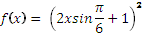 f(x) = (2xsin π/6 + 1)²